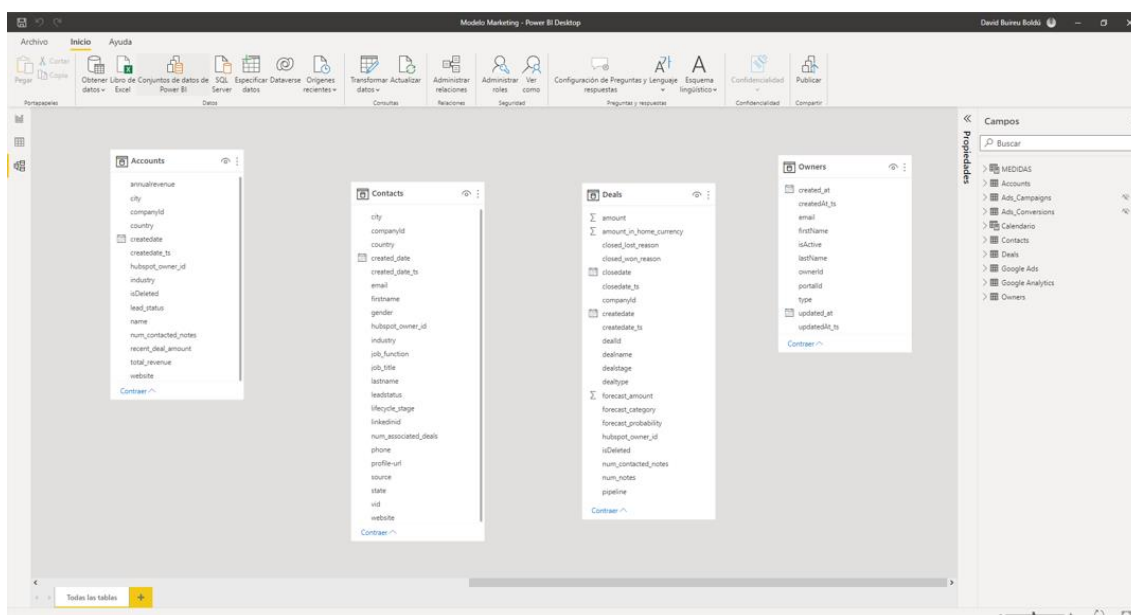 Modelo Marketing - Power BI Desktop
David Buireu Boldú
Archivo Inicio Ayuda
Pegar
Cortar
Copia
Portapapeles
Obtener datos
Libro de Excel
Conjuntos de datos de Power BI
SQL Server
Especificar datos
Dataverse
Orígenes recientes
Datos
Transformar datos
Actualizar
Consultas
Administrar relaciones
Relaciones
Administrar roles
Ver como
Seguridad
Configuración de Preguntas y respuestas
Lenguaje
Esquema lingüístico
Preguntas y respuestas
Confidencialidad
Confidencialidad
Publicar
Compartir
Accounts
annualrevenue
city
companyId
country
createdate
createdate_ts
hubspot_owner_id
industry
isDeleted
lead_status
name
num_contacted_notes
recent_deal_amount
total_revenue
website
Contraer
Contacts
city
companyId
country
created_date
created_date_ts
email
firstname
gender
hubspot_owner_id
industry
job_function
job_title
lastname
leadstatus
lifecycle_stage
linkedinid
num_associated_deals
phone
profile-url
source
state
vid
website
Contraer
Deals
amount
amount_in_home_currency
closed_lost_reason
closed_won_reason
closedate
closedate_ts
companyId
createdate
createdate_ts
dealId
dealname
dealstage
dealtype
forecast_amount
forecast_category
forecast_probability
hubspot_owner_id
isDeleted
num_contacted_notes
num_notes
pipeline
Contraer
Owners
created_at
createdAt_ts
email
firstName
isActive
lastName
ownerId
portalId
type
updated_at
updatedAt_ts
Contraer
Propiedades
Campos
Buscar
MEDIDAS
Accounts
Ads_Campaigns
Ads_Conversions
Calendario
Contacts
Deals
Google Ads
Google Analytics
Owners
Todas las tablas